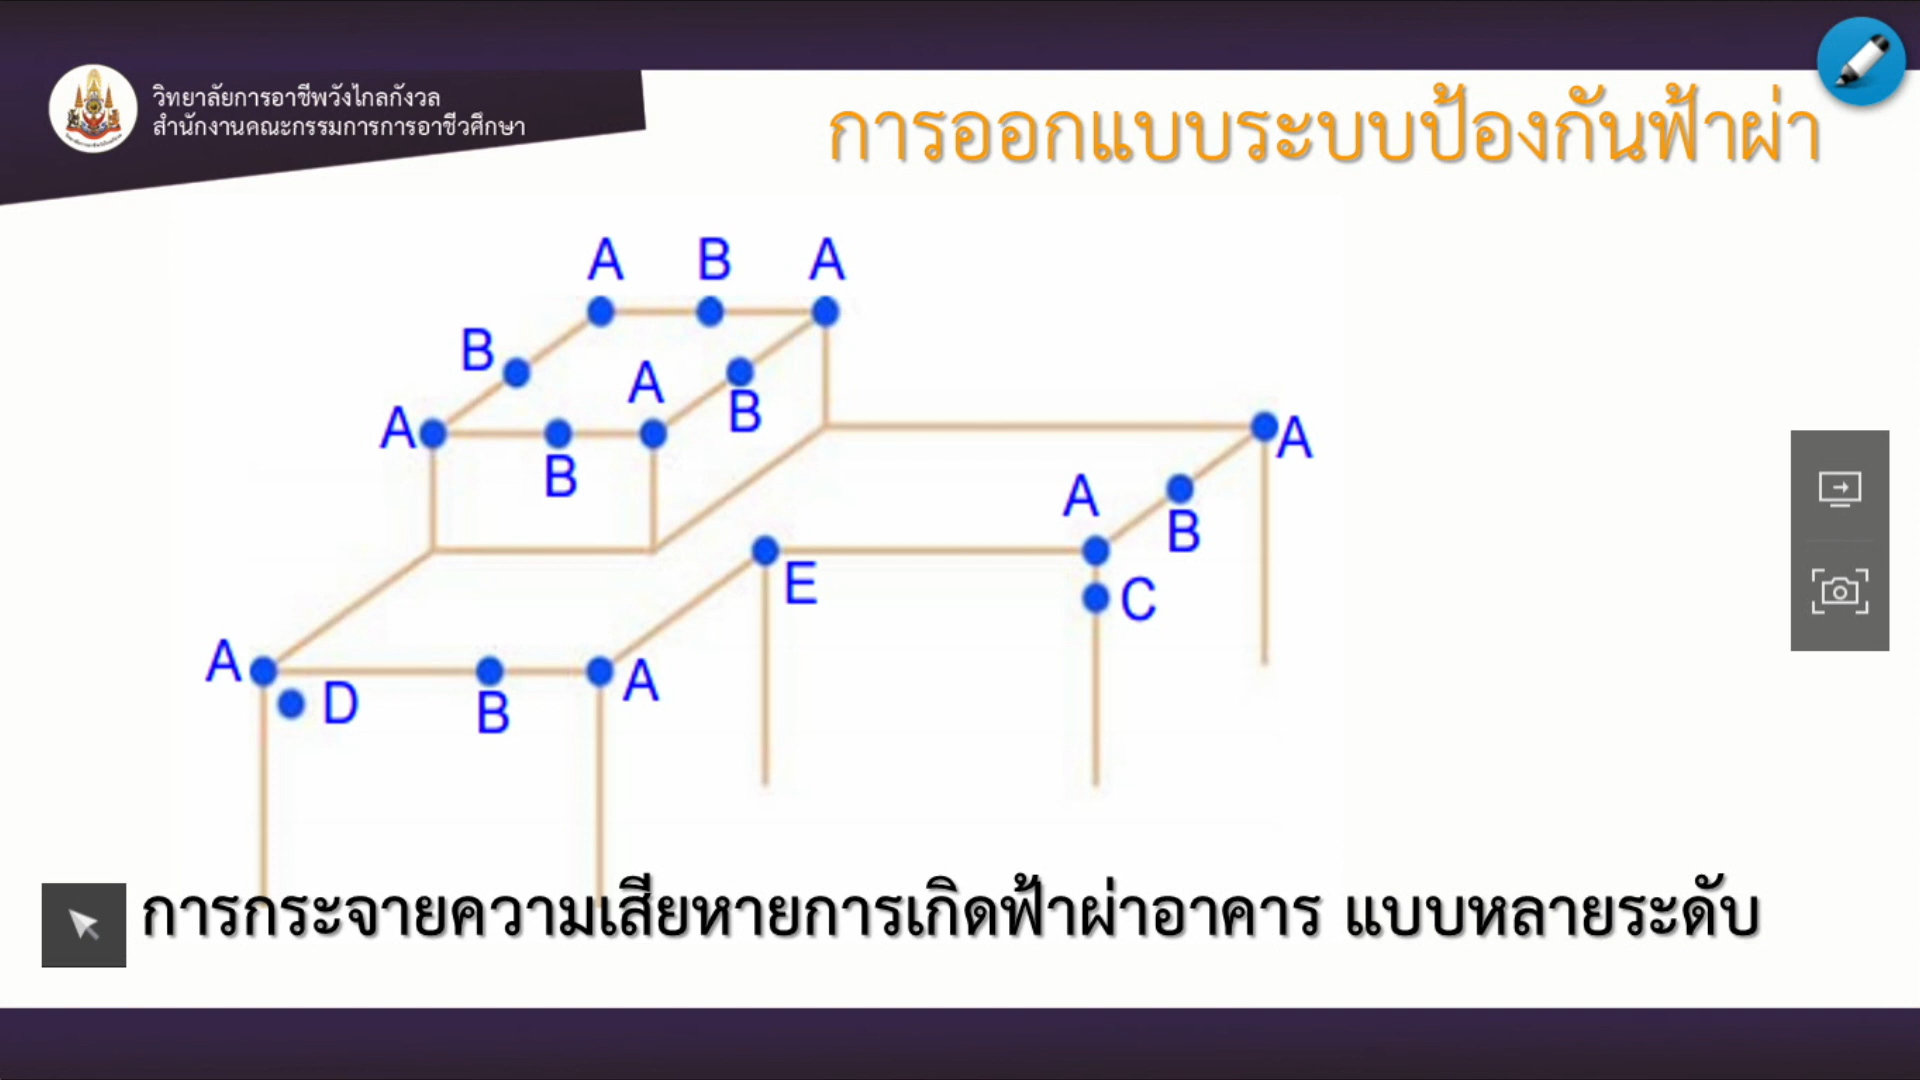 วิทยาลัยการอาชีพวังไกลกังวล
สำนักงานคณะกรรมการการอาชีวศึกษา
การออกแบบระบบป้องกันฟ้าผ่า
A B A
B
A
B
A
B
A
A
B
A
E
C
A
D
B
A
การกระจายความเสียหายการเกิดฟ้าผ่าอาคาร แบบหลายระดับ